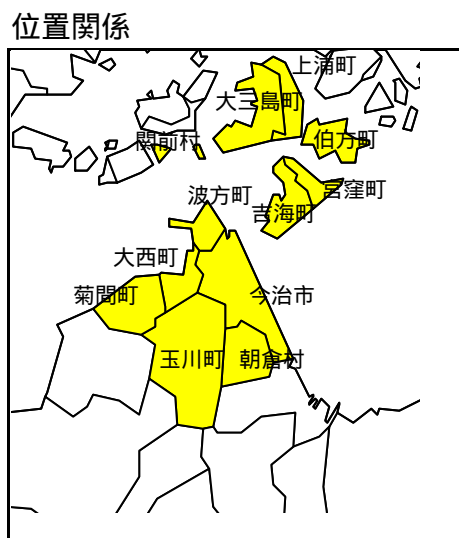 位置関係
上浦町
大三島町
関前村
伯方町
宮窪町
波方町
吉海町
大西町
菊間町
今治市
玉川町
朝倉村